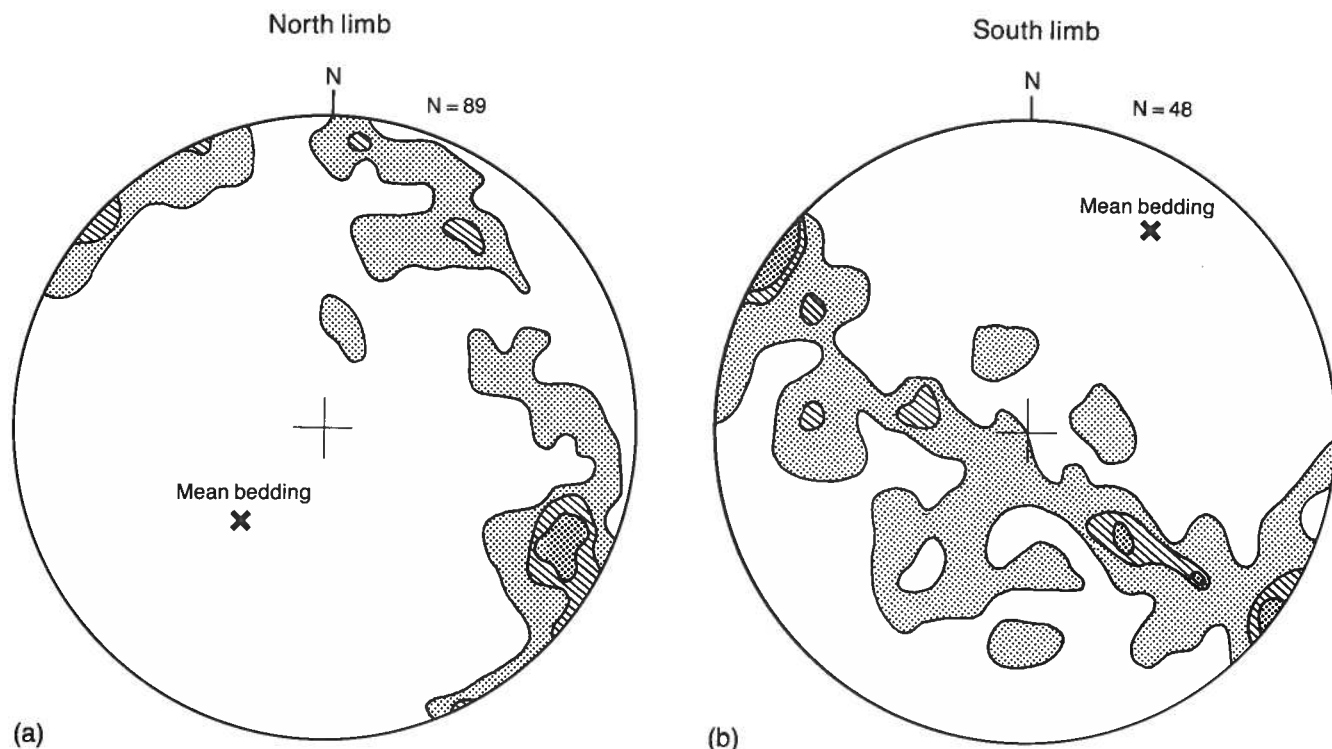 North limb
N
N = 89
Mean bedding
(a)
South limb
N
N = 48
Mean bedding
(b)